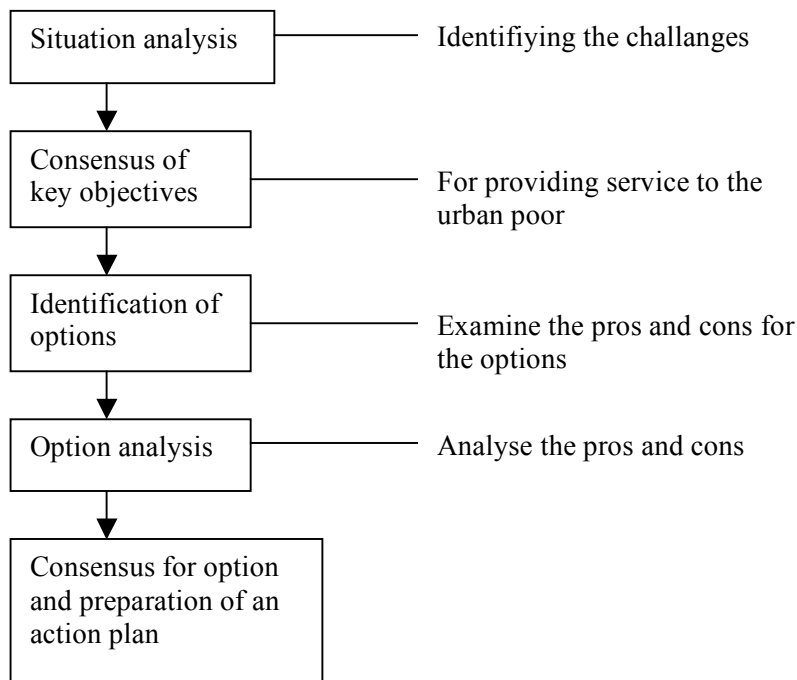 Situation analysis
Identifiying the challanges
Consensus of
key objectives
For providing service to the
urban poor
Identification of
options
Examine the pros and cons for
the options
Option analysis
Analyse the pros and cons
Consensus for option
and preparation of an
action plan